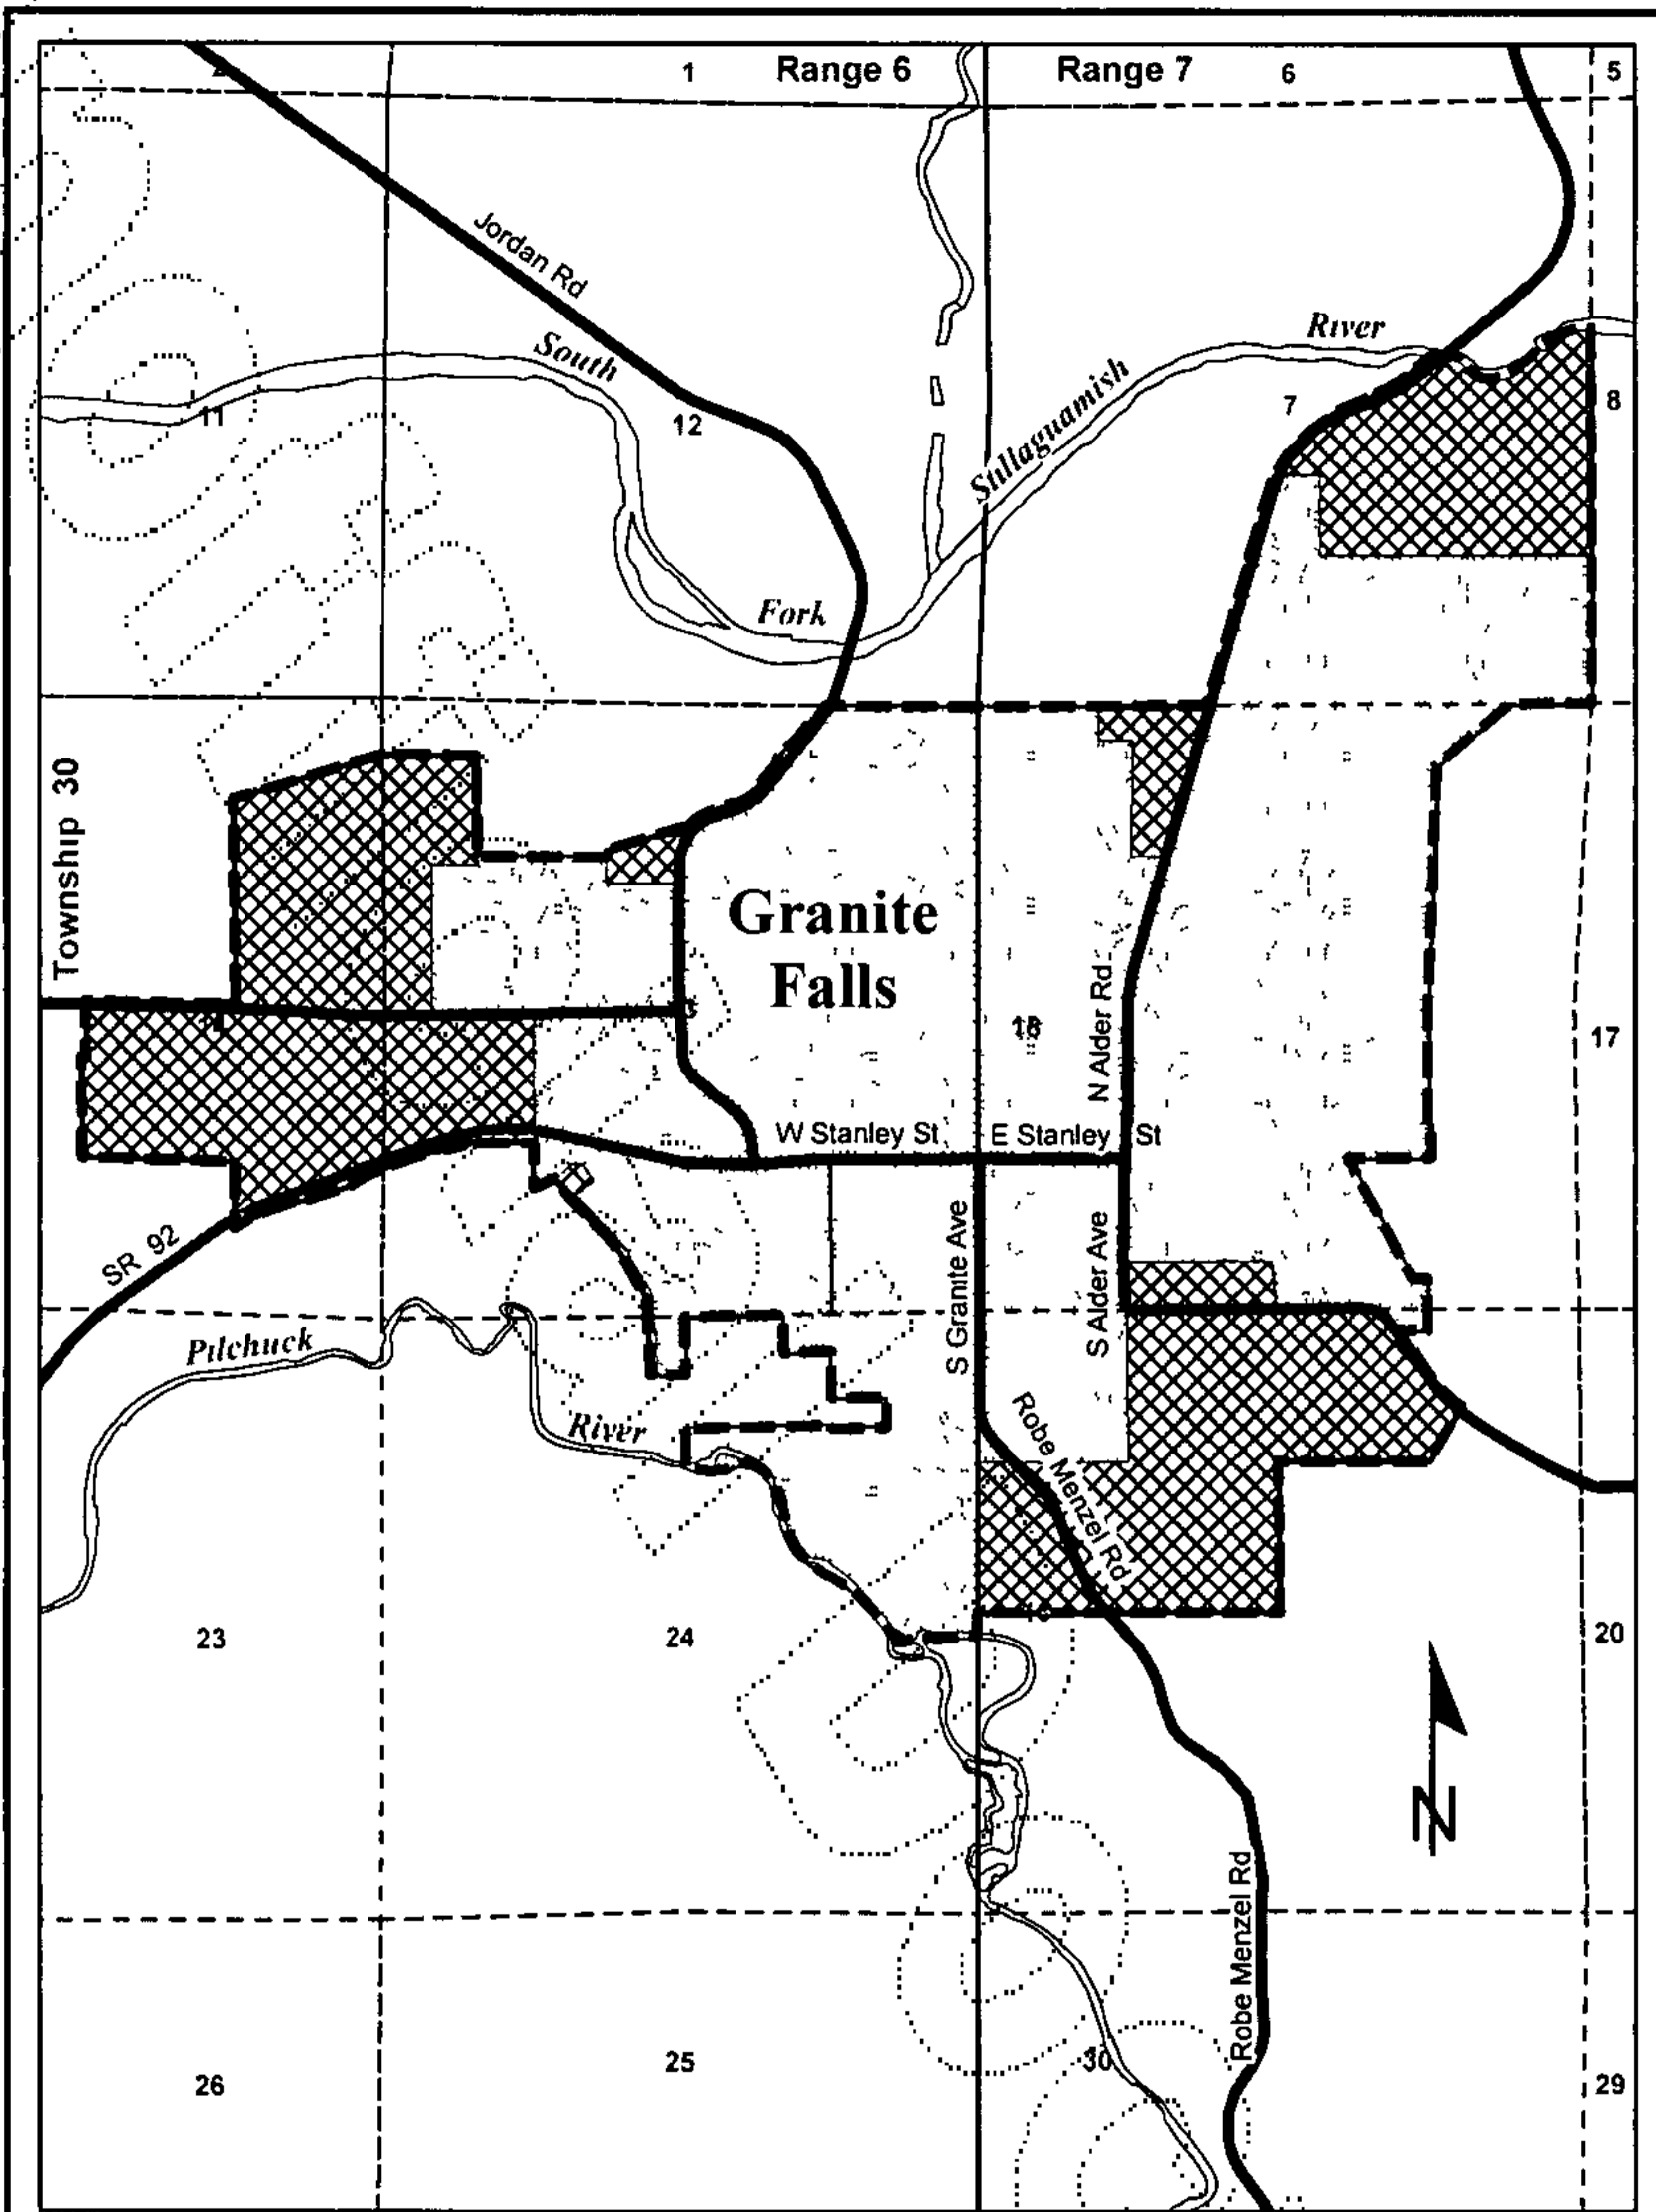 1 Range 6 Range 7 6 5
Jordan Rd
South
River
Stillaguamish
11
12
7
8
Fork
Township 30
Granite
Falls
N Alder Rd
18
17
W Stanley St
E Stanley St
SR 92
S Granite Ave
S Alder Ave
Pilchuck
River
Robe Menzel Rd
23
24
20
N
Robe Menzel Rd
26
25
30
29